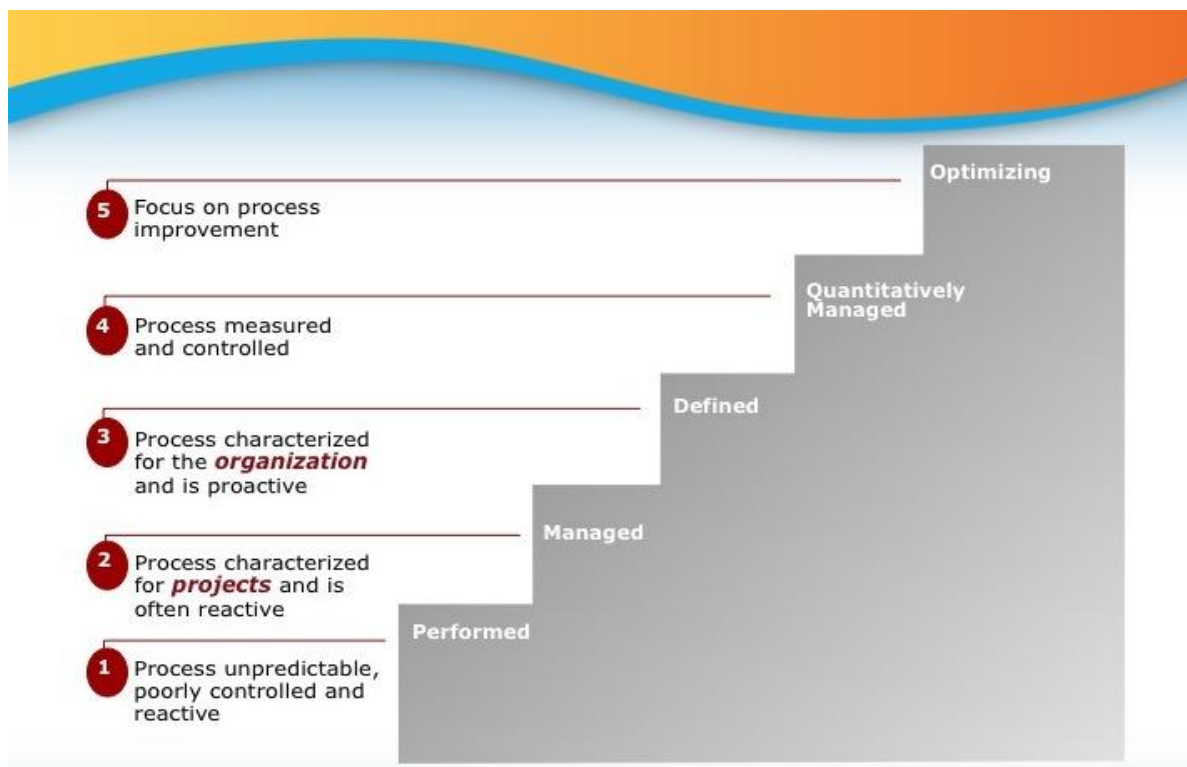 Optimizing
5
Focus on process
improvement
Quantitatively
Managed
4
Process measured
and controlled
Defined
3
Process characterized
for the organization
and is proactive
Managed
2
Process characterized
for projects and is
often reactive
Performed
1
Process unpredictable,
poorly controlled and
reactive